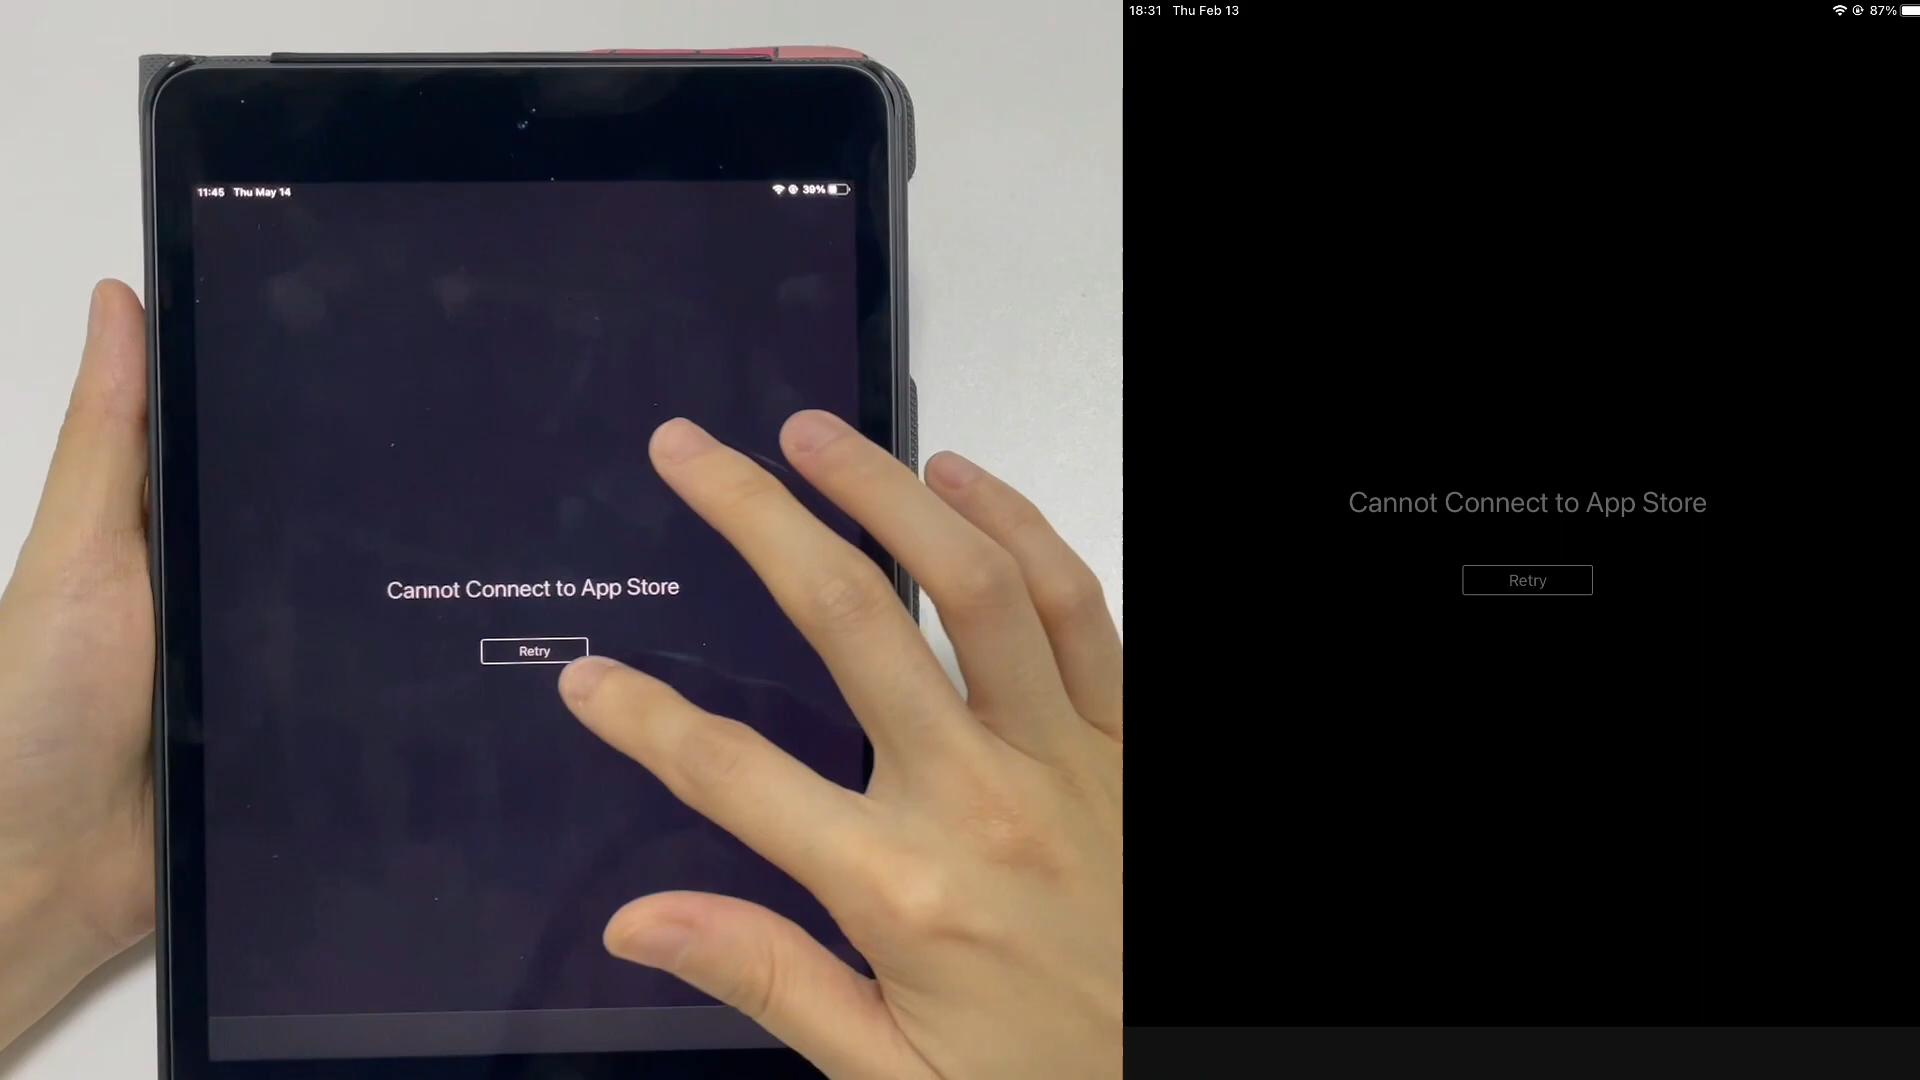 11:45 Thu May 14
39%
Cannot Connect to App Store
Retry
18:31 Thu Feb 13
87%
Cannot Connect to App Store
Retry